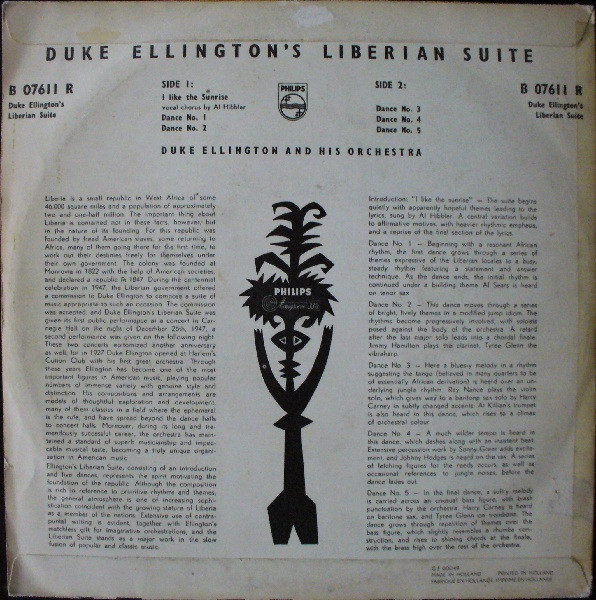 DUKE ELLINGTON'S LIBERIAN SUITE
B 07611 R
Duke Ellington's
Liberian Suite
SIDE 1:
I like the Sunrise
vocal chorus by Al Hibbler
Dance No. 1
Dance No. 2
PHILIPS
SIDE 2:
Dance No. 3
Dance No. 4
Dance No. 5
B 07611 R
Duke Ellington's
Liberian Suite
DUKE ELLINGTON AND HIS ORCHESTRA
Liberia is a small republic in West Africa of some
46,000 square miles and a population of approximately
two and one-half million. The important thing about
Liberia is contained not in these facts, however, but
in the nature of its founding. For this republic was
founded by freed American slaves, some returning to
Africa, many of them going there for the first time, to
work out their destinies freely for themselves under
their own government. The colony was founded at
Monrovia in 1822 with the help of American societies,
and declared a republic in 1847. During the centennial
celebration in 1947, the Liberian government offered
a commission to Duke Ellington to compose a suite of
music appropriate to such an occasion. The commission
was accepted, and Duke Ellington's Liberian Suite was
given its first public performance at a concert in Car-
negie Hall on the night of December 26th, 1947, a
second performance was given on the following night.
These two concerts epitomized another anniversary
as well, for in 1927 Duke Ellington opened at Harlem's
Cotton Club with his first great orchestra. Through
these years Ellington has become one of the most
important figures in American music, playing popular
numbers of immense variety with genuine style and
distinction. His compositions and arrangements are
models of thoughtful exploration and development,
many of them classics in a field where the ephemeral
is the rule, and have spread beyond the dance halls
to concert halls. Moreover, during its long and tre-
mendously successful career, the orchestra has main-
tained a standard of superb musicianship and impec-
cable musical taste, becoming a truly unique organi-
zation in American music.
Ellington's Liberian Suite, consisting of an introduction
and five dances, represents the spirit motivating the
foundation of the republic. Although the composition
is rich in reference to primitive rhythms and themes,
the general atmosphere is one of increasing sophi-
stication coincident with the growing stature of Liberia
as a member of the nations. Extensive use of contra-
puntal writing is evident, together with Ellington's
matchless gift for imaginative orchestrations, and the
Liberian Suite stands as a major work in the slow
fusion of popular and classic music.
PHILIPS
Minigroove 33⅓
Introduction: "I like the sunrise" — The suite begins
quietly with apparently hopeful themes leading to the
lyrics, sung by Al Hibbler. A central variation builds
to affirmative motives, with heavier rhythmic emphasis,
and a reprise of the final section of the lyrics.
Dance No. 1 - Beginning with a resonant African
rhythm, the first dance grows through a series of
themes expressive of the Liberian locales to a busy,
steady rhythm featuring a statement and answer
technique. As the dance ends, the initial rhythm is
continued under a building theme. Al Sears is heard
on tenor sax.
Dance No. 2 - This dance moves through a series
of bright, lively themes in a modified jump idiom. The
rhythms become progressively involved, with soloists
posed against the body of the orchestra. A retard
after the last major solo leads into a chordal finale.
Jimmy Hamilton plays the clarinet, Tyree Glenn the
vibraharp.
Dance No. 3 - Here a bluesy melody in a rhythm
suggesting the tango (believed in many quarters to be
of essentially African derivation) is heard over an un-
derlying jungle rhythm. Ray Nance plays the violin
solo, which gives way to a baritone sax solo by Harry
Carney in subtly changed accents. Al Killian's trumpet
is also heard in this dance, which rises to a climax
of orchestral colour.
Dance No. 4 - A much wilder tempo is heard in
this dance, which dashes along with an insistent beat.
Extensive percussion work by Sonny Greer adds excite-
ment, and Johnny Hodges is heard on the sax. A series
of fetching figures for the reeds occurs, as well as
occasional references to jungle noises, before the
dance fades out.
Dance No. 5 - In the final dance, a sultry melody
is carried across an unusual bass figure, with brash
punctuation by the orchestra. Harry Carney is heard
on baritone sax, and Tyree Glenn on trombone. The
dance grows through repetition of themes over the
bass figure, which slightly resembles a rhumba con-
struction, and rises to shining chords at the finale,
with the brass high over the rest of the orchestra.
MADE IN HOLLAND
PRINTED IN HOLLAND